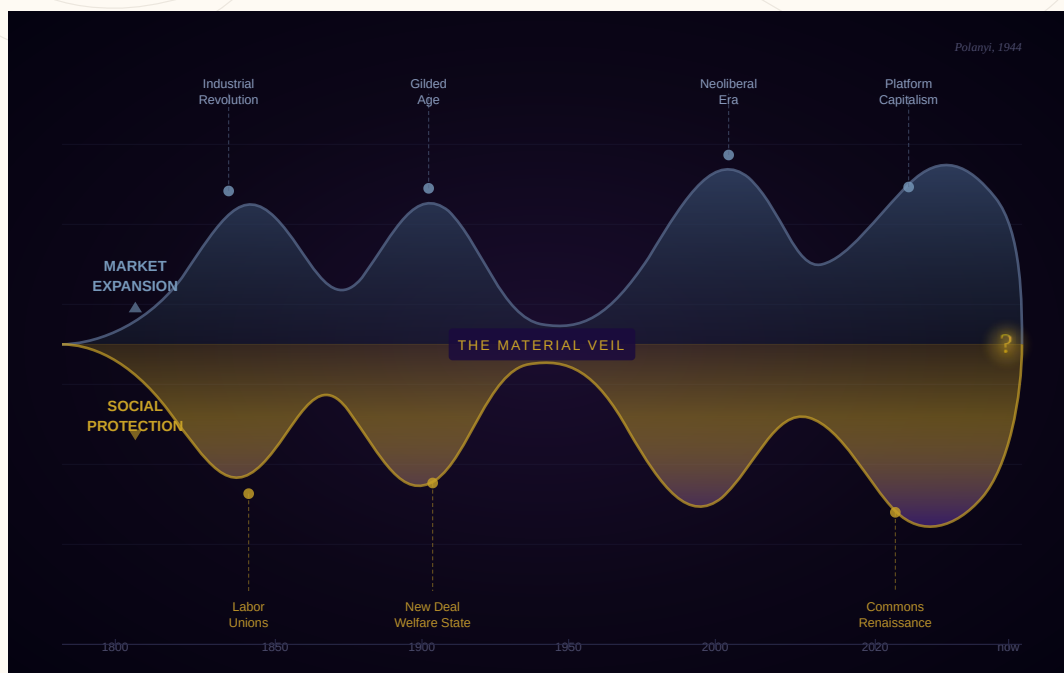 Polanyi, 1944
Industrial
Revolution
Gilded
Age
Neoliberal
Era
Platform
Capitalism
MARKET
EXPANSION
THE MATERIAL VEIL
?
SOCIAL
PROTECTION
Labor
Unions
New Deal
Welfare State
Commons
Renaissance
1800 1850 1900 1950 2000 2020 now